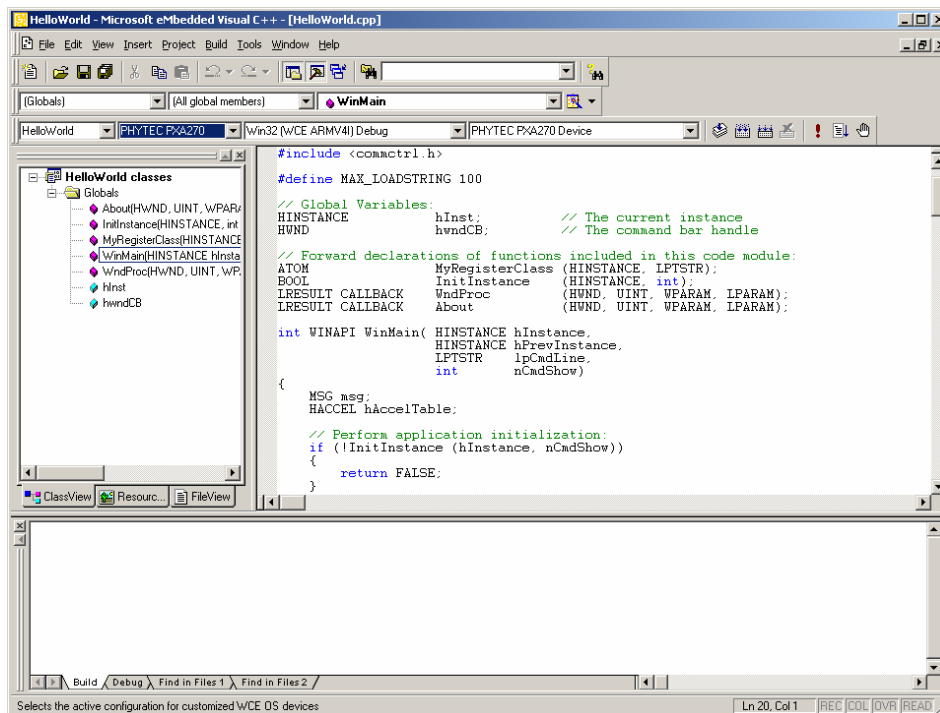 HelloWorld - Microsoft eMbedded Visual C++ - [HelloWorld.cpp]
File Edit View Insert Project Build Tools Window Help
(Globals) (All global members) WinMain
HelloWorld PHYTEC PXA270 Win32 (WCE ARMV4I) Debug PHYTEC PXA270 Device
HelloWorld classes
Globals
About(HWND, UINT, WPARA
InitInstance(HINSTANCE, int
MyRegisterClass(HINSTANCE
WinMain(HINSTANCE hInsta
WndProc(HWND, UINT, WP.
hInst
hwndCB
ClassView Resourc... FileView
#include <commctrl.h>
#define MAX_LOADSTRING 100
// Global Variables:
HINSTANCE hInst; // The current instance
HWND hwndCB; // The command bar handle
// Forward declarations of functions included in this code module:
ATOM MyRegisterClass (HINSTANCE, LPTSTR);
BOOL InitInstance (HINSTANCE, int);
LRESULT CALLBACK WndProc (HWND, UINT, WPARAM, LPARAM);
LRESULT CALLBACK About (HWND, UINT, WPARAM, LPARAM);
int WINAPI WinMain( HINSTANCE hInstance,
HINSTANCE hPrevInstance,
LPTSTR lpCmdLine,
int nCmdShow)
{
MSG msg;
HACCEL hAccelTable;
// Perform application initialization:
if (!InitInstance (hInstance, nCmdShow))
{
return FALSE;
}
Build Debug Find in Files 1 Find in Files 2
Selects the active configuration for customized WCE OS devices Ln 20, Col 1 REC COL OVR READ